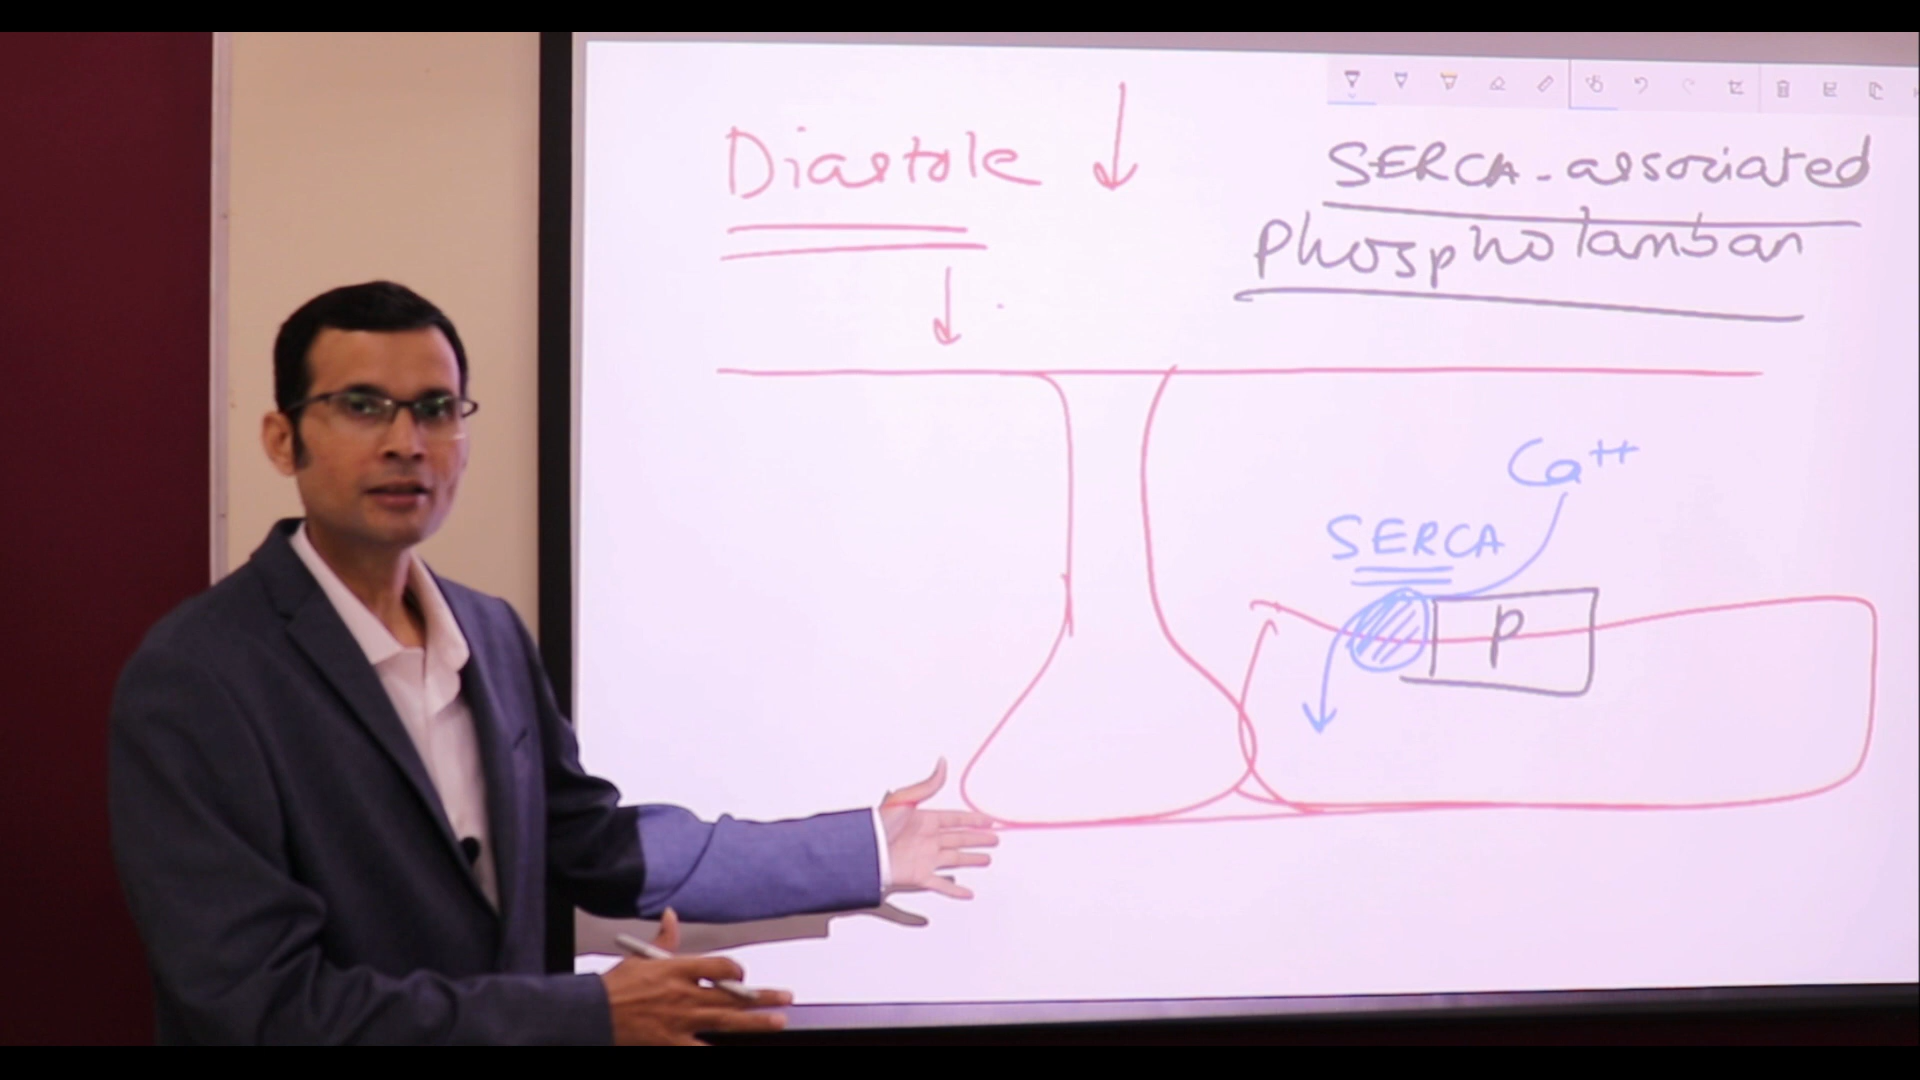 Diastole ↓
SERCA-associated
phospholamban
↓
Ca++
SERCA
P